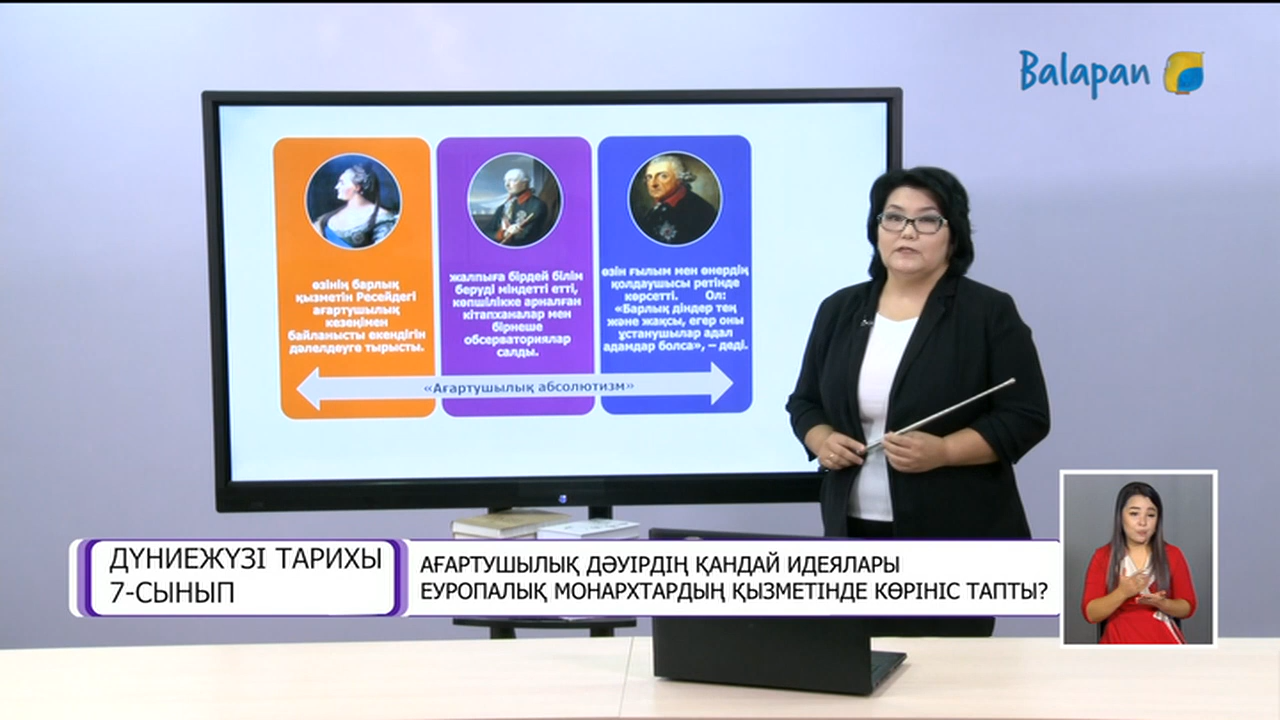 Balapan
өзінің барлық
қызметін Ресейдегі
ағартушылық
кезеңімен
байланысты екендігін
дәлелдеуге тырысты.
жалпыға бірдей білім
беруді міндетті етті,
көпшілікке арналған
кітапханалар мен
бірнеше
обсерваториялар
салды.
өзін ғылым мен өнердің
қолдаушысы ретінде
көрсетті. Ол:
«Барлық діндер тең
және жақсы, егер оны
ұстанушылар адал
адамдар болса», – деді.
«Ағартушылық абсолютизм»
ДҮНИЕЖҮЗІ ТАРИХЫ
7-СЫНЫП
АҒАРТУШЫЛЫҚ ДӘУІРДІҢ ҚАНДАЙ ИДЕЯЛАРЫ
ЕУРОПАЛЫҚ МОНАРХТАРДЫҢ ҚЫЗМЕТІНДЕ КӨРІНІС ТАПТЫ?